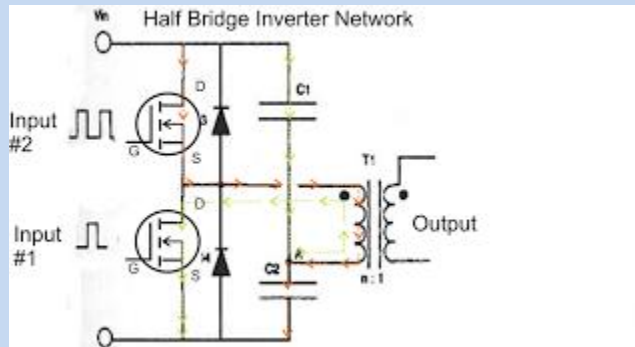 Vin Half Bridge Inverter Network
D
C1
Input
#2
G
S
T1
D
Input
#1
Output
G
S
C2
n : 1